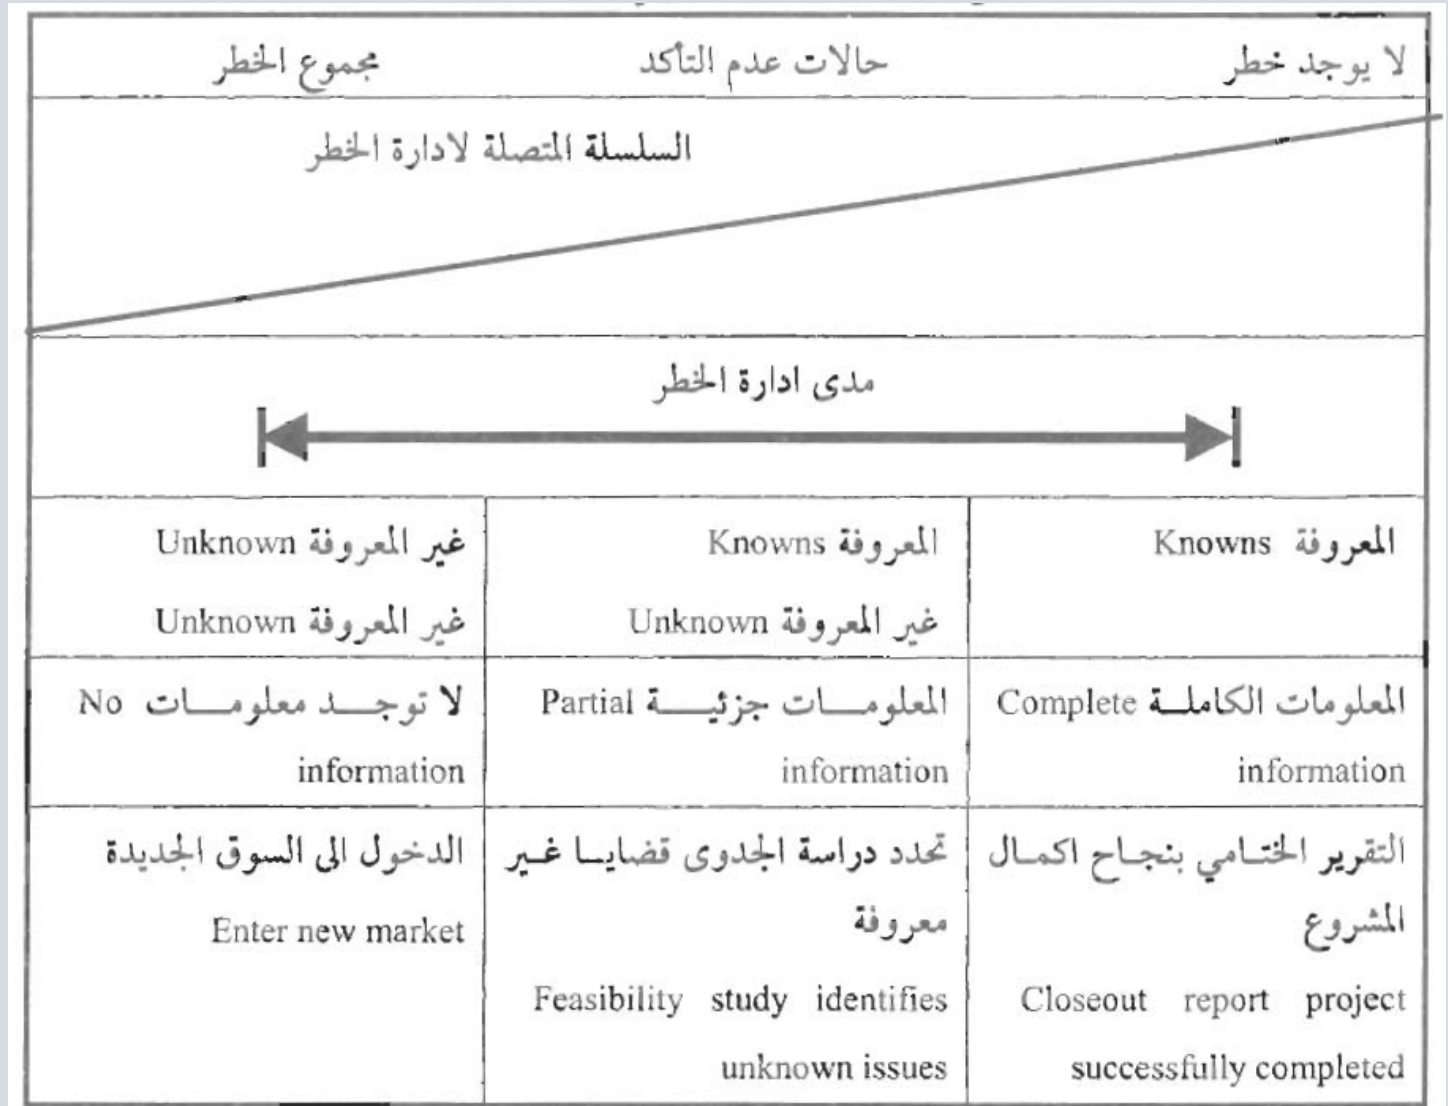 لا يوجد خطر
حالات عدم التأكد
مجموع الخطر
السلسلة المتصلة لادارة الخطر
مدى ادارة الخطر
المعروفة Knowns
المعروفة Knowns
غير المعروفة Unknown
غير المعروفة Unknown
غير المعروفة Unknown
المعلومات الكاملة Complete
information
المعلومات جزئية Partial
information
لا توجد معلومات No
information
التقرير الختامي بنجاح اكمال
المشروع
Closeout report project
successfully completed
تحدد دراسة الجدوى قضايا غير
معروفة
Feasibility study identifies
unknown issues
الدخول الى السوق الجديدة
Enter new market